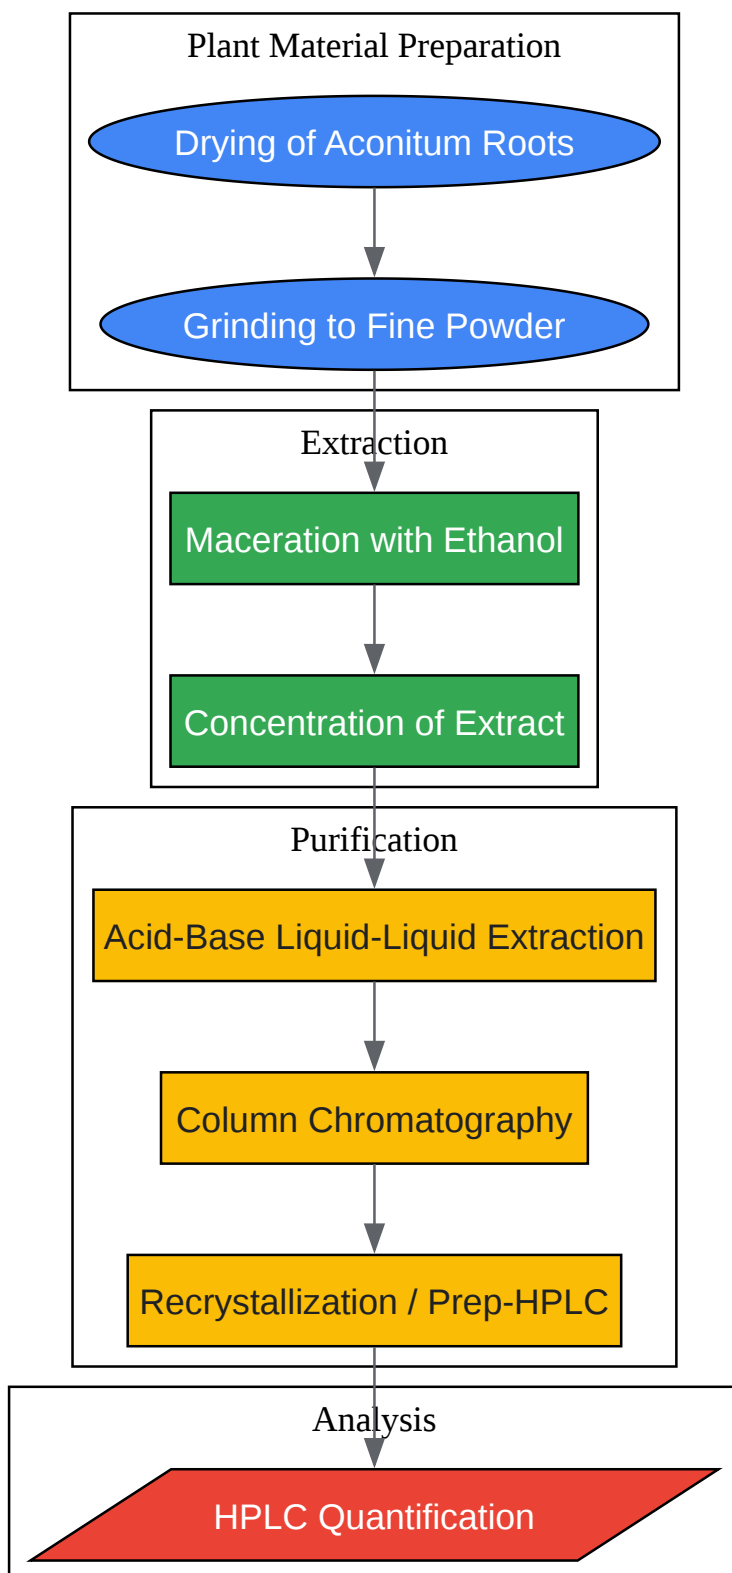 Plant Material Preparation
Drying of Aconitum Roots
Grinding to Fine Powder
Extraction
Maceration with Ethanol
Concentration of Extract
Purification
Acid-Base Liquid-Liquid Extraction
Column Chromatography
Recrystallization / Prep-HPLC
Analysis
HPLC Quantification